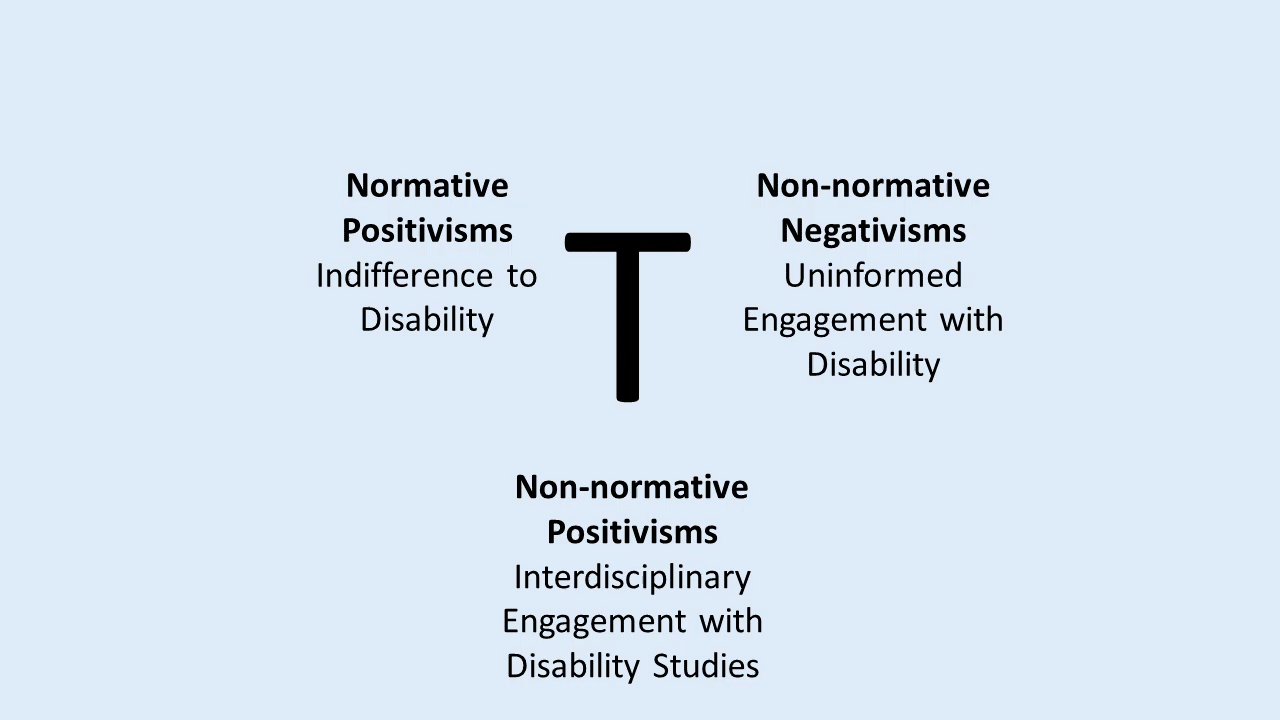 Normative
Positivisms
Indifference to
Disability
T
Non-normative
Negativisms
Uninformed
Engagement with
Disability
Non-normative
Positivisms
Interdisciplinary
Engagement with
Disability Studies